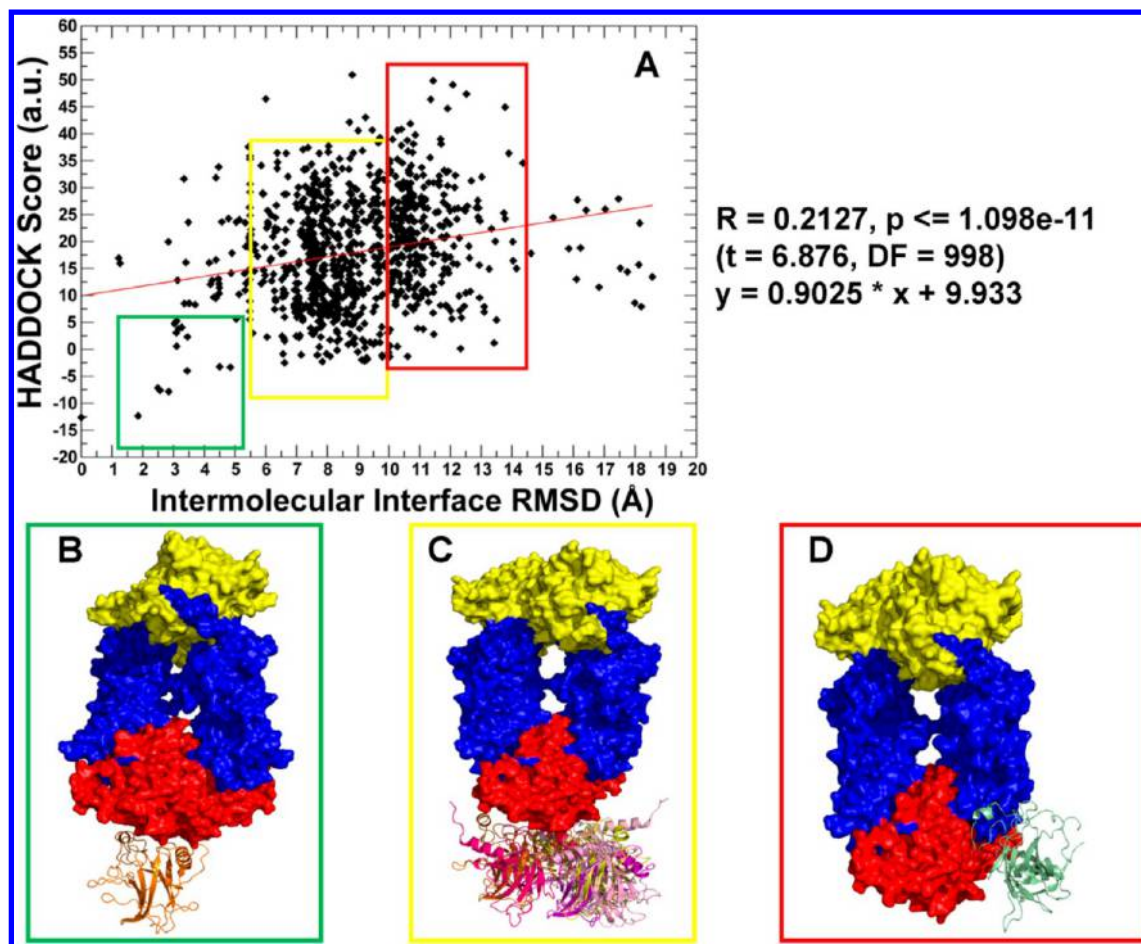 60
55
50
45
40
35
30
25
20
15
10
5
0
-5
-10
-15
-20
HADDOCK Score (a.u.)
A
0 1 2 3 4 5 6 7 8 9 10 11 12 13 14 15 16 17 18 19 20
Intermolecular Interface RMSD (Å)
R = 0.2127, p <= 1.098e-11
(t = 6.876, DF = 998)
y = 0.9025 * x + 9.933
B
C
D